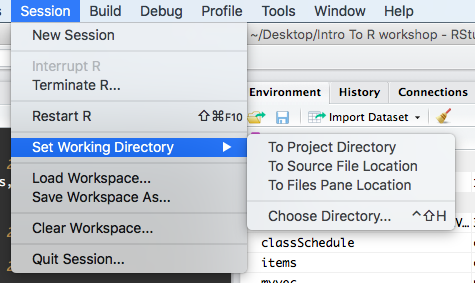 Session Build Debug Profile Tools Window Help
New Session
Interrupt R
Terminate R...
Restart R ⇧⌘F10
Set Working Directory ▶
Load Workspace...
Save Workspace As...
Clear Workspace...
Quit Session...
~/Desktop/Intro To R workshop - RStu
Environment History Connections
Import Dataset
To Project Directory
To Source File Location
To Files Pane Location
Choose Directory... ^⇧H
classSchedule
items